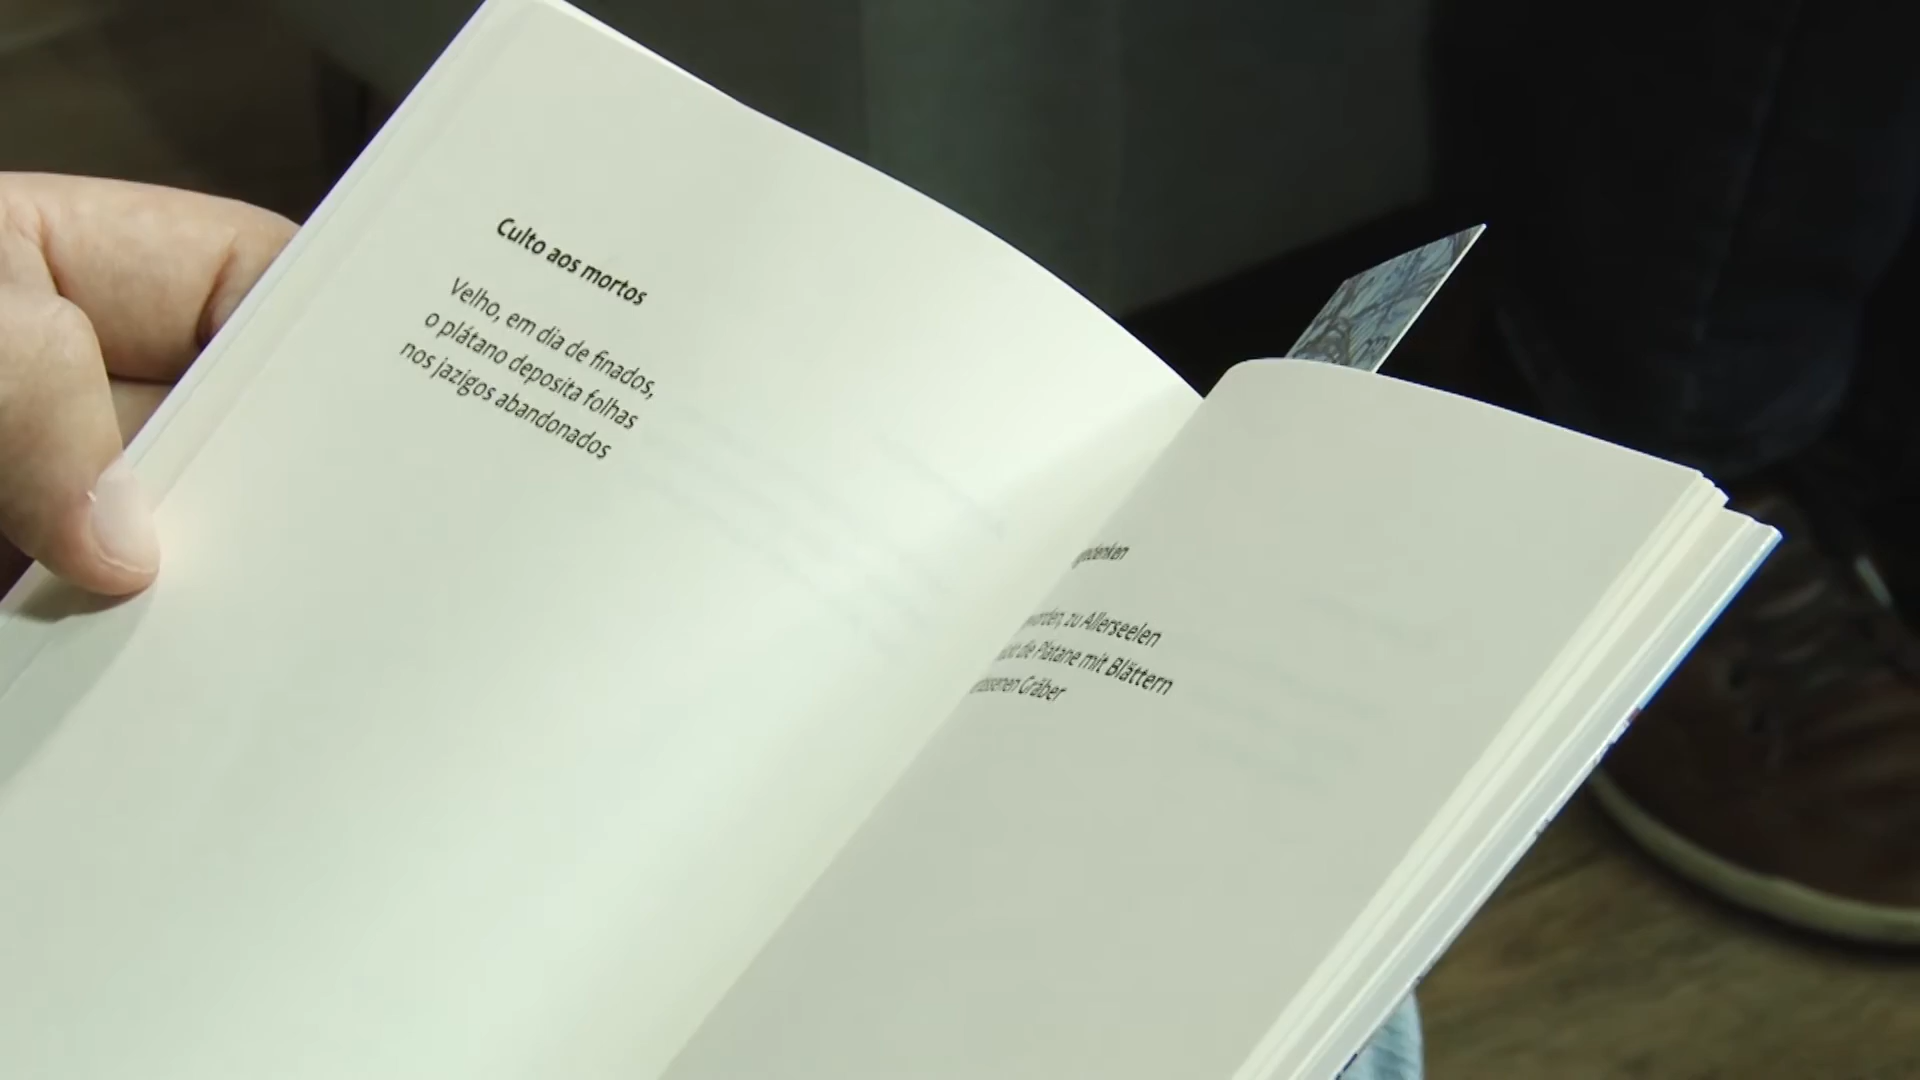 Culto aos mortos
Velho, em dia de finados,
o plátano deposita folhas
nos jazigos abandonados
zu Allerseelen
die Platane mit Blättern
Gräber